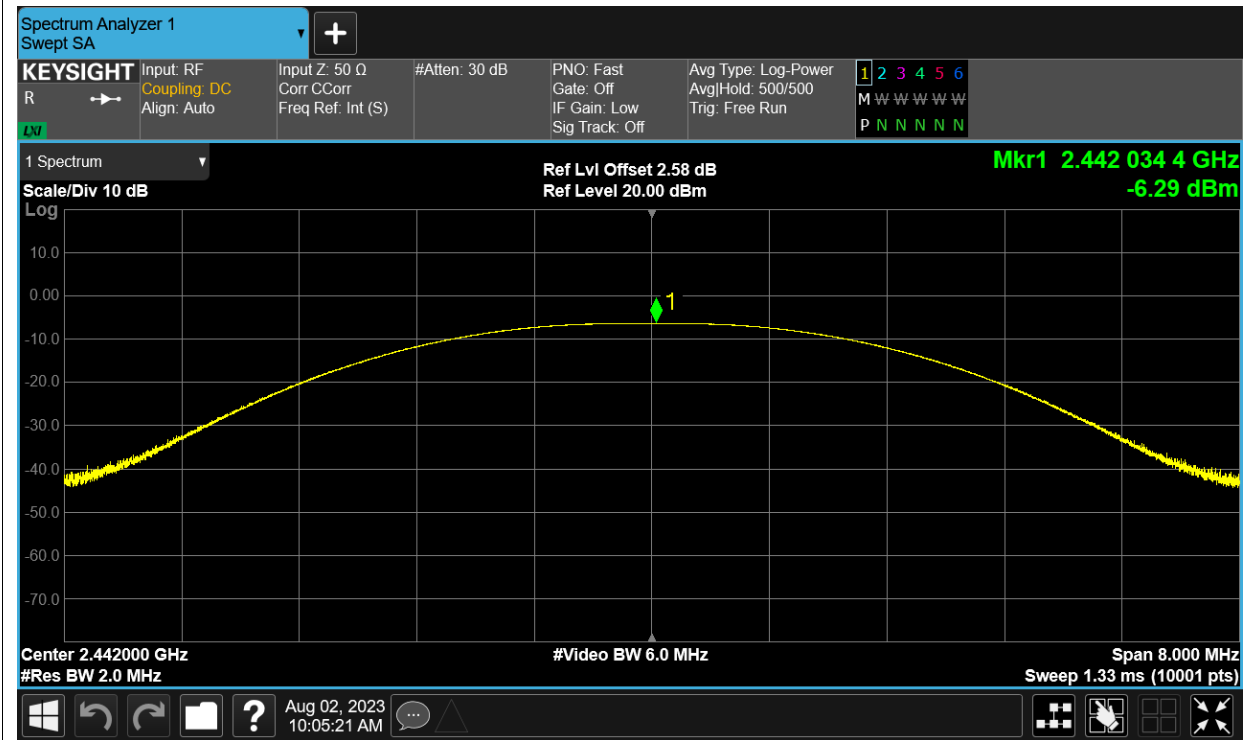 Spectrum Analyzer 1
Swept SA
KEYSIGHT
R
LXI
Input: RF
Coupling: DC
Align: Auto
Input Z: 50 Ω
Corr CCorr
Freq Ref: Int (S)
#Atten: 30 dB
PNO: Fast
Gate: Off
IF Gain: Low
Sig Track: Off
Avg Type: Log-Power
Avg|Hold: 500/500
Trig: Free Run
1 2 3 4 5 6
M W W W W W
P N N N N N
1 Spectrum
Scale/Div 10 dB
Ref Lvl Offset 2.58 dB
Ref Level 20.00 dBm
Mkr1 2.442 034 4 GHz
-6.29 dBm
Log
10.0
0.00
-10.0
-20.0
-30.0
-40.0
-50.0
-60.0
-70.0
1
Center 2.442000 GHz
#Res BW 2.0 MHz
#Video BW 6.0 MHz
Span 8.000 MHz
Sweep 1.33 ms (10001 pts)
?
Aug 02, 2023
10:05:21 AM